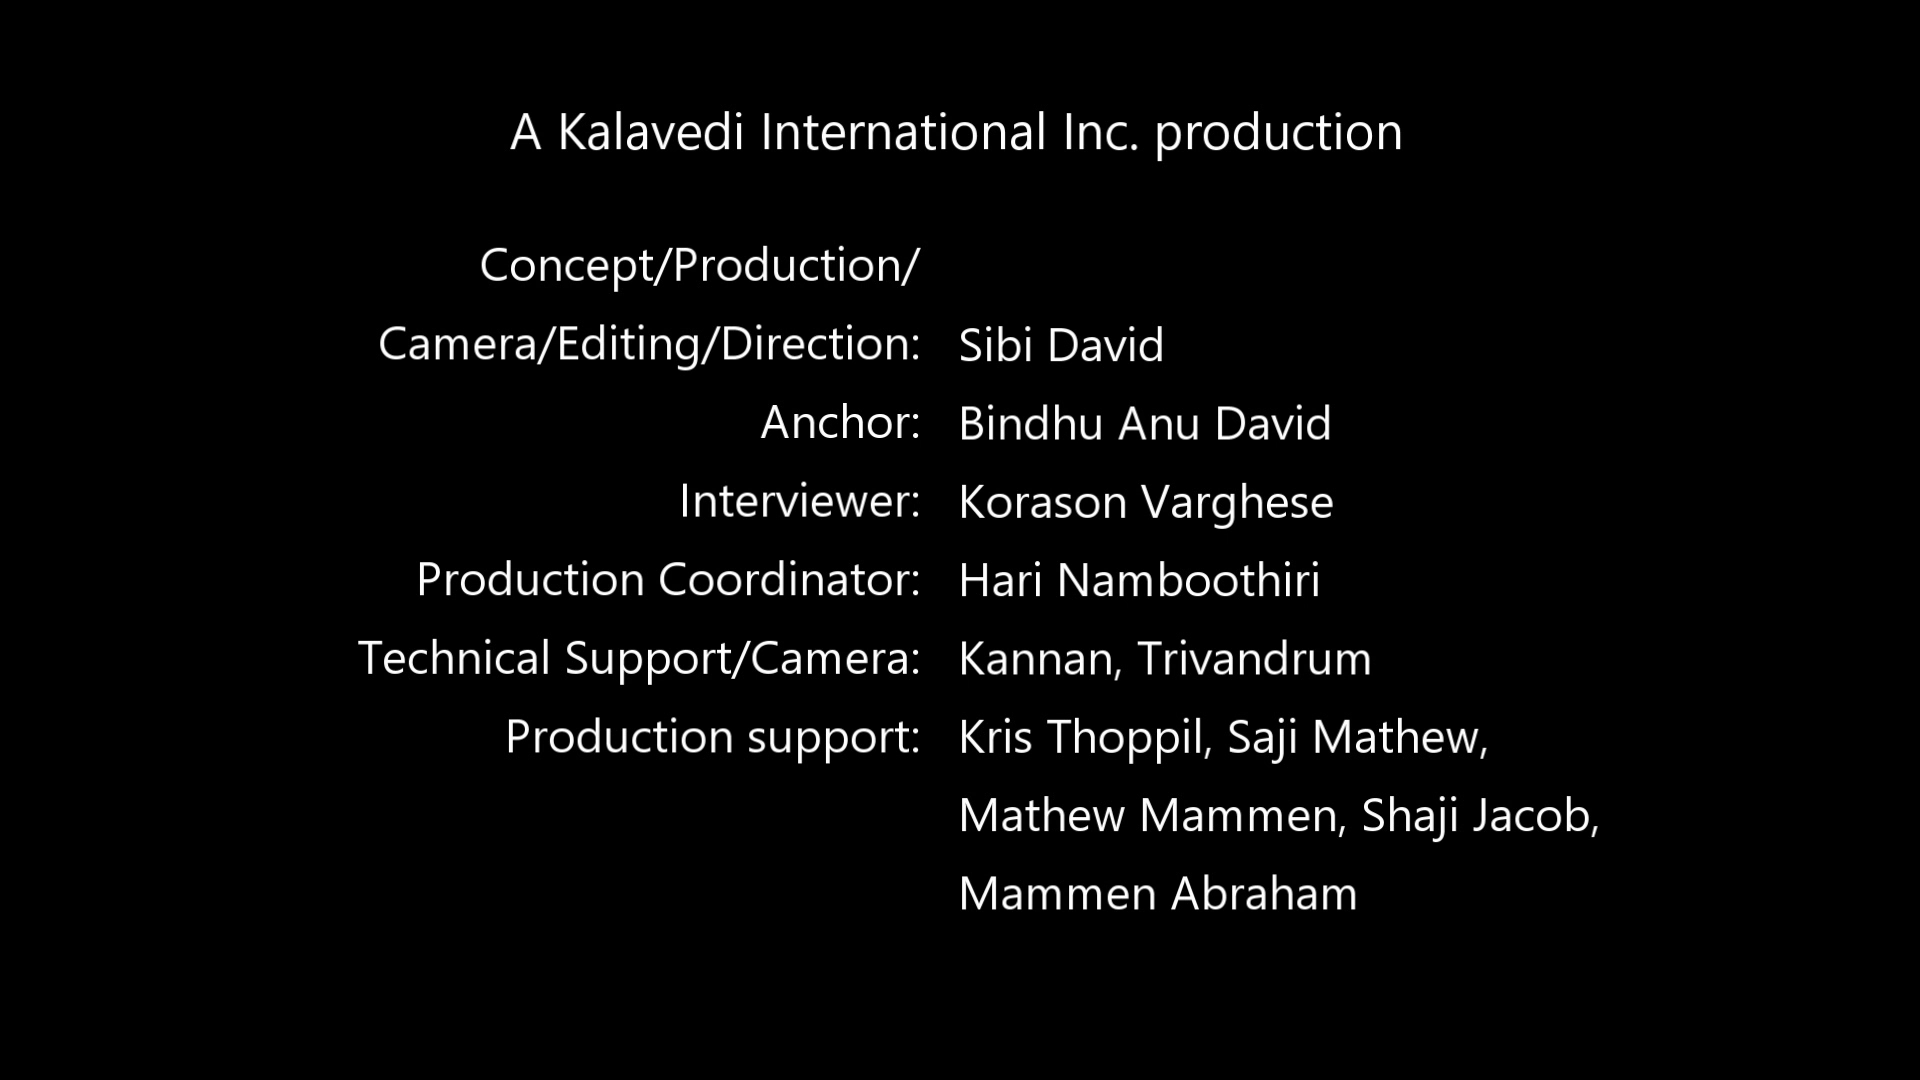 A Kalavedi International Inc. production
Concept/Production/
Camera/Editing/Direction: Sibi David
Anchor: Bindhu Anu David
Interviewer: Korason Varghese
Production Coordinator: Hari Namboothiri
Technical Support/Camera: Kannan, Trivandrum
Production support: Kris Thoppil, Saji Mathew,
Mathew Mammen, Shaji Jacob,
Mammen Abraham